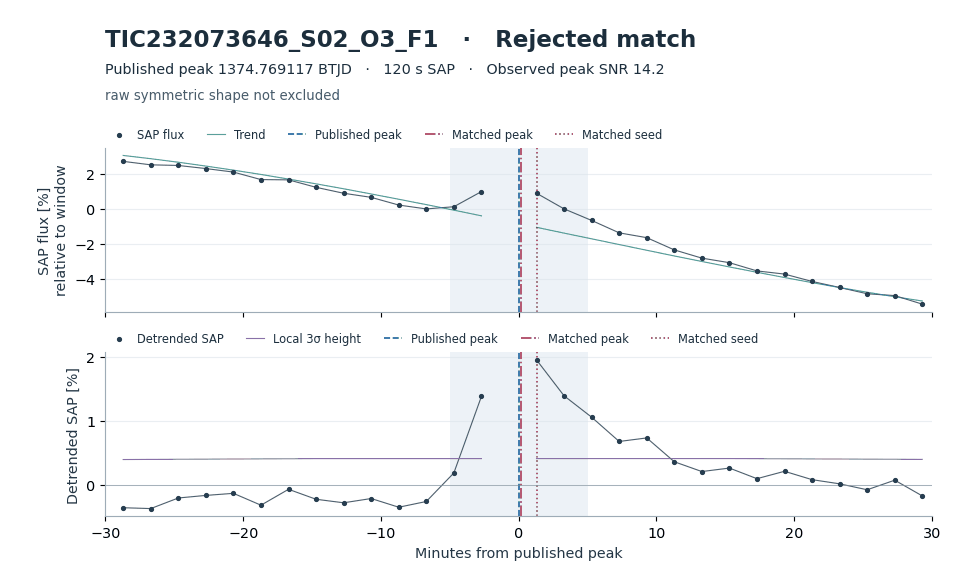 TIC232073646_S02_O3_F1 · Rejected match
Published peak 1374.769117 BTJD · 120 s SAP · Observed peak SNR 14.2
raw symmetric shape not excluded
SAP flux Trend Published peak Matched peak Matched seed
SAP flux [%]
relative to window
2
0
−2
−4
Detrended SAP Local 3σ height Published peak Matched peak Matched seed
Detrended SAP [%]
2
1
0
−30 −20 −10 0 10 20 30
Minutes from published peak